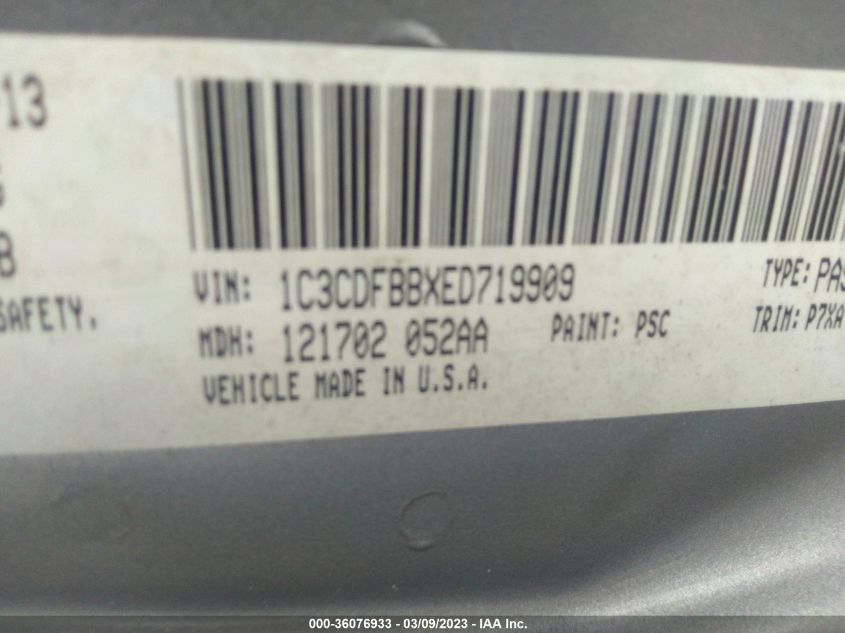 -13
SAFETY.
VIN: 1C3CDFBBXED719909
TYPE: PAS
MDH: 121702 052AA
PAINT: PSC
TRIM: P7XA
VEHICLE MADE IN U.S.A.
000-36076933 - 03/09/2023 - IAA Inc.